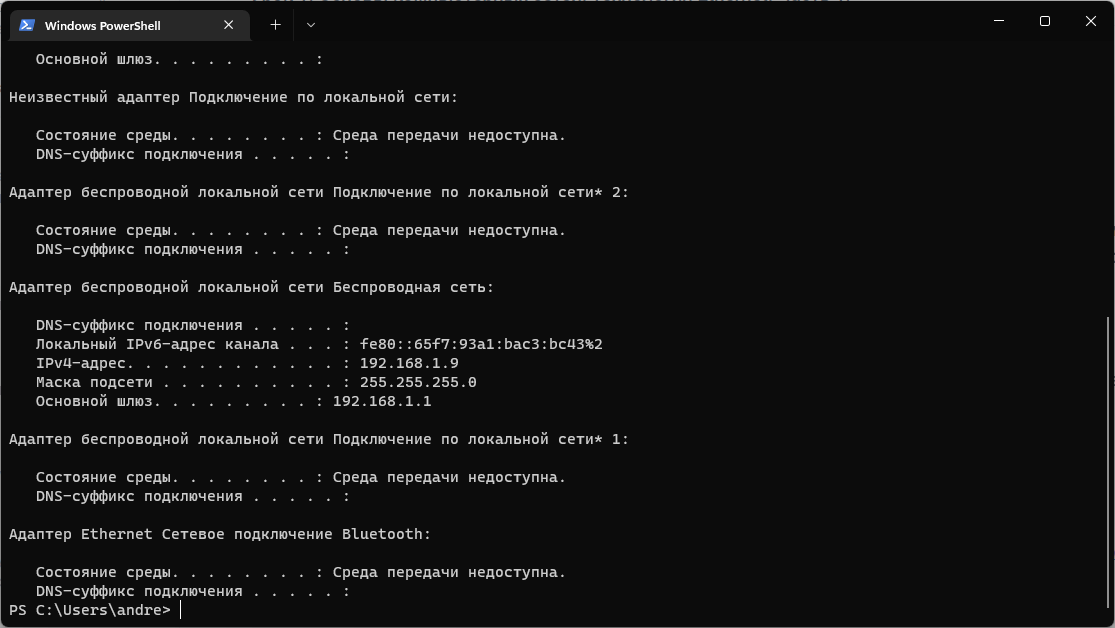 Windows PowerShell
Основной шлюз. . . . . . . . . :
Неизвестный адаптер Подключение по локальной сети:
Состояние среды. . . . . . . . : Среда передачи недоступна.
DNS-суффикс подключения . . . . . :
Адаптер беспроводной локальной сети Подключение по локальной сети* 2:
Состояние среды. . . . . . . . : Среда передачи недоступна.
DNS-суффикс подключения . . . . . :
Адаптер беспроводной локальной сети Беспроводная сеть:
DNS-суффикс подключения . . . . . :
Локальный IPv6-адрес канала . . . : fe80::65f7:93a1:bac3:bc43%2
IPv4-адрес. . . . . . . . . . . . : 192.168.1.9
Маска подсети . . . . . . . . . . : 255.255.255.0
Основной шлюз. . . . . . . . . : 192.168.1.1
Адаптер беспроводной локальной сети Подключение по локальной сети* 1:
Состояние среды. . . . . . . . : Среда передачи недоступна.
DNS-суффикс подключения . . . . . :
Адаптер Ethernet Сетевое подключение Bluetooth:
Состояние среды. . . . . . . . : Среда передачи недоступна.
DNS-суффикс подключения . . . . . :
PS C:\Users\andre>